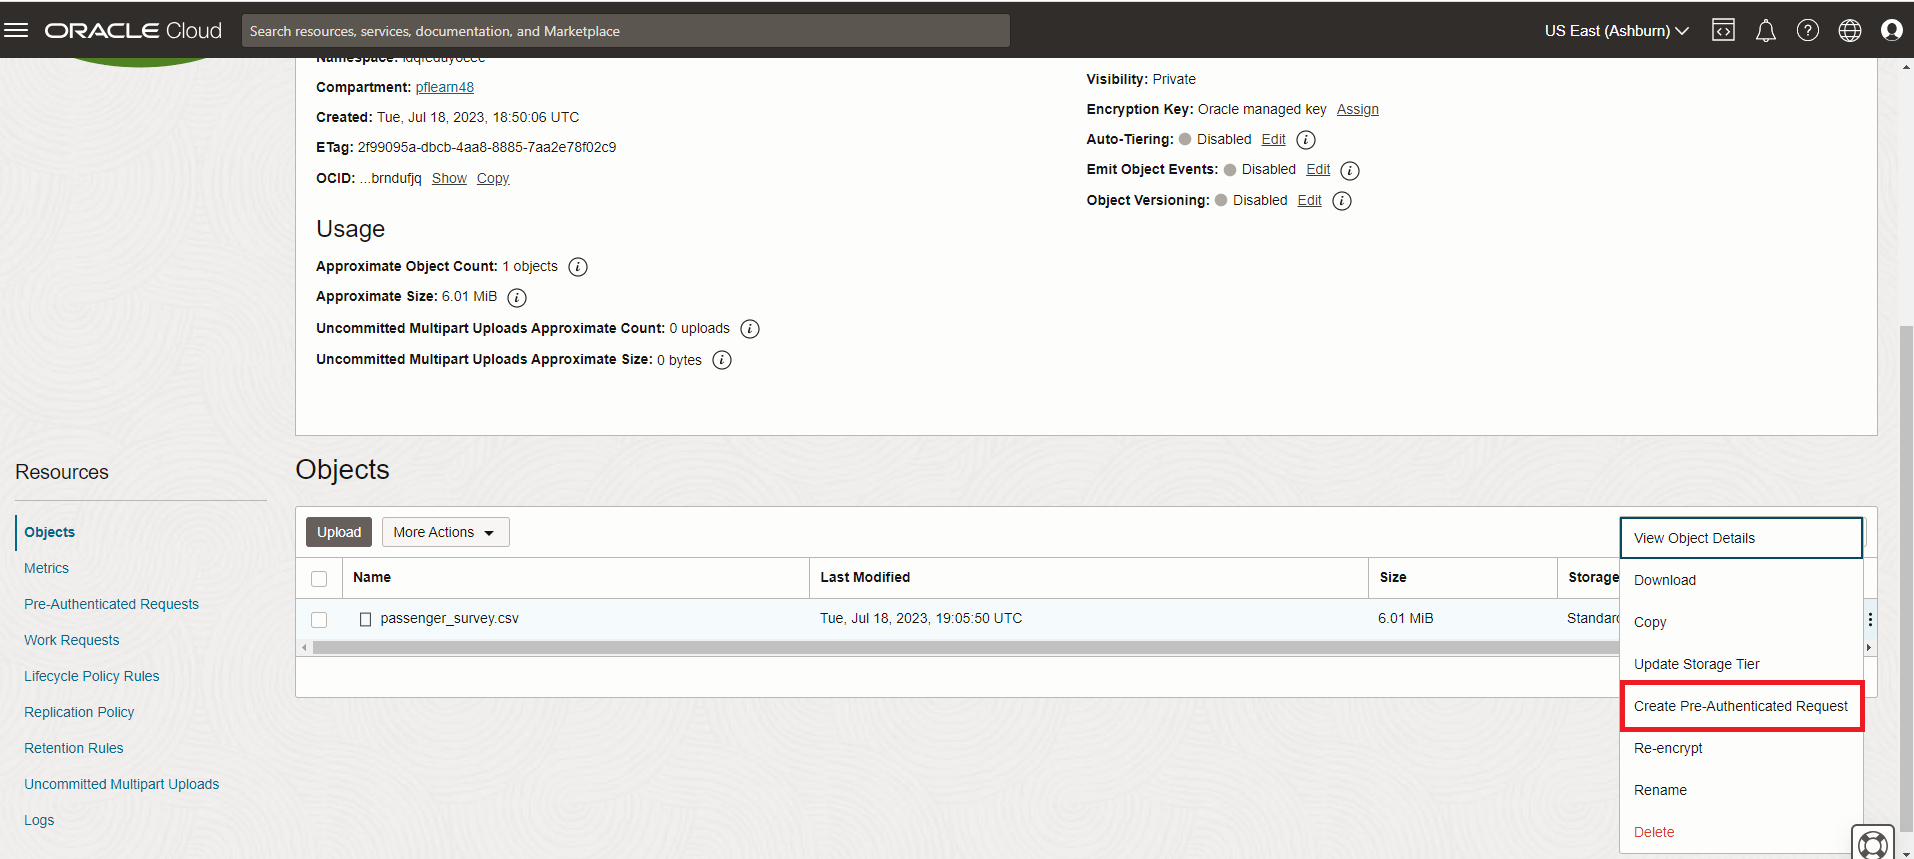 ORACLE Cloud
Search resources, services, documentation, and Marketplace
US East (Ashburn)
Compartment: pflearn48
Created: Tue, Jul 18, 2023, 18:50:06 UTC
ETag: 2f99095a-dbcb-4aa8-8885-7aa2e78f02c9
OCID: ...brndufjq Show Copy
Visibility: Private
Encryption Key: Oracle managed key Assign
Auto-Tiering: Disabled Edit
Emit Object Events: Disabled Edit
Object Versioning: Disabled Edit
Usage
Approximate Object Count: 1 objects
Approximate Size: 6.01 MiB
Uncommitted Multipart Uploads Approximate Count: 0 uploads
Uncommitted Multipart Uploads Approximate Size: 0 bytes
Resources
Objects
Metrics
Pre-Authenticated Requests
Work Requests
Lifecycle Policy Rules
Replication Policy
Retention Rules
Uncommitted Multipart Uploads
Logs
Objects
Upload More Actions
Name Last Modified Size Storage
passenger_survey.csv Tue, Jul 18, 2023, 19:05:50 UTC 6.01 MiB
View Object Details
Download
Copy
Update Storage Tier
Create Pre-Authenticated Request
Re-encrypt
Rename
Delete